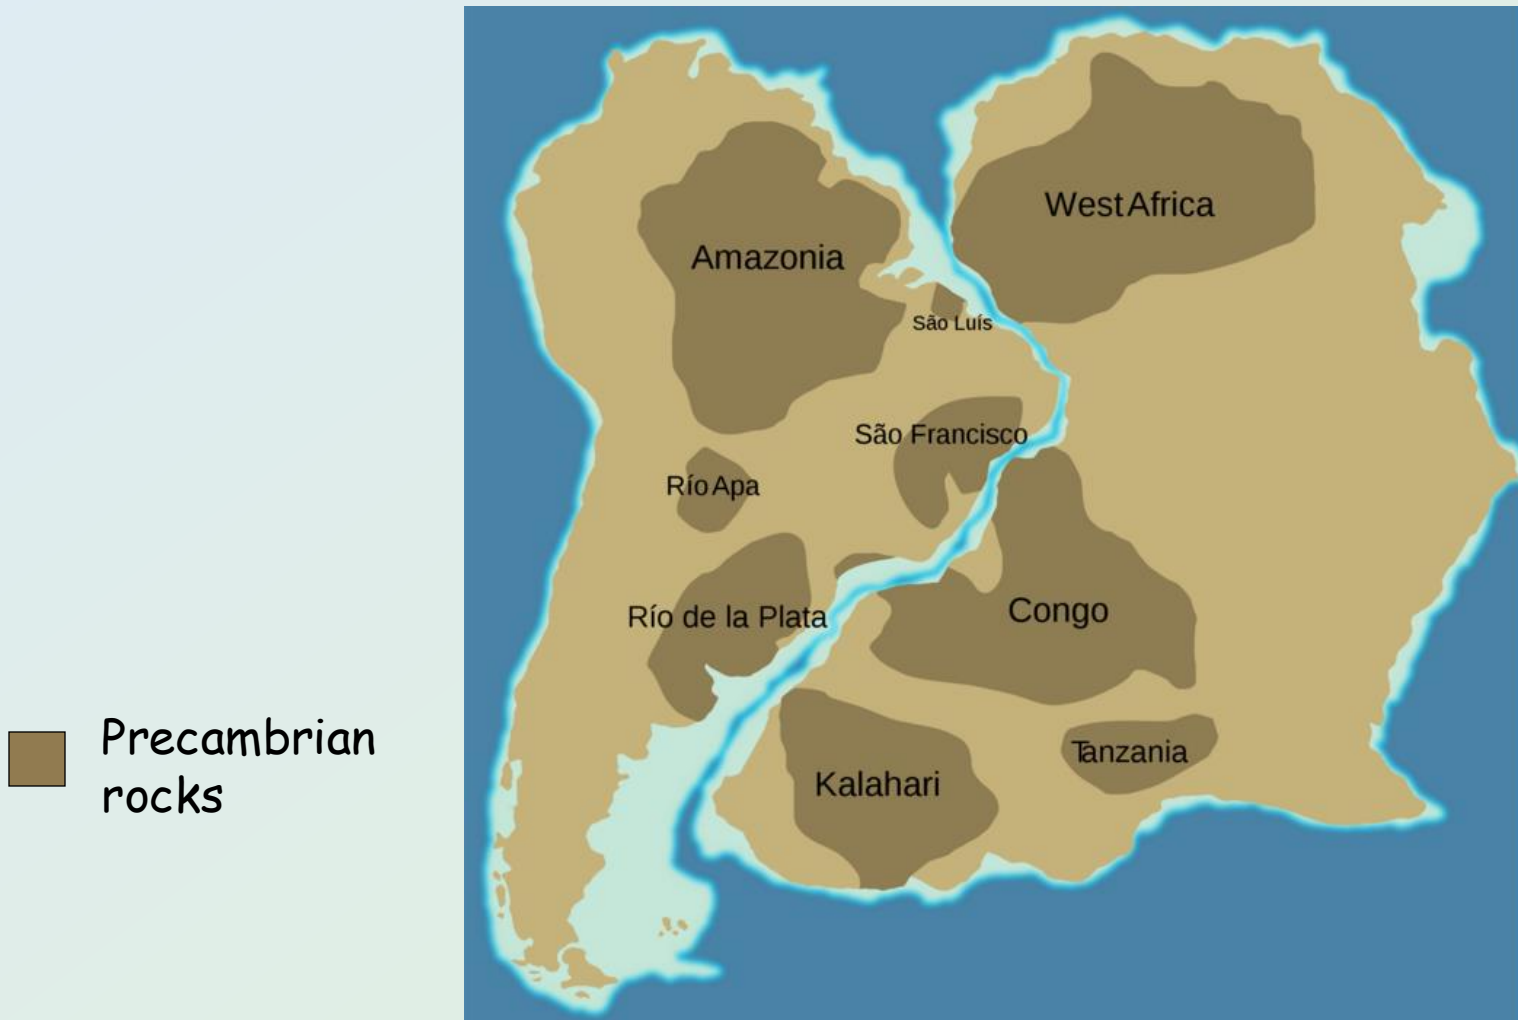 West Africa
Amazonia
São Luís
São Francisco
Río Apa
Río de la Plata
Congo
Precambrian
rocks
Kalahari
Tanzania